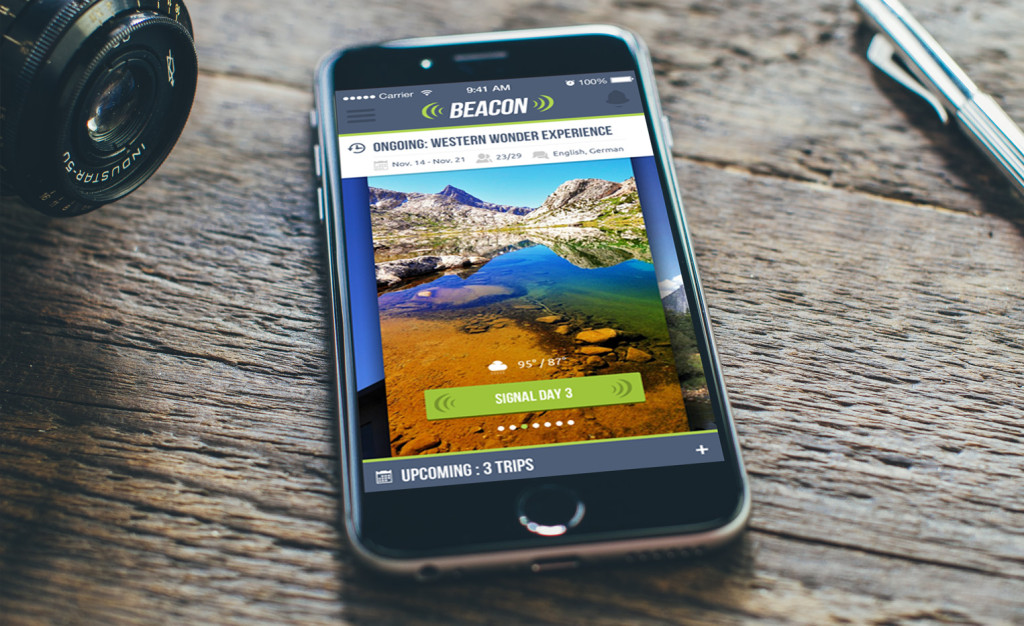 INDUSTAR-50
Carrier 9:41 AM 100%
BEACON
ONGOING: WESTERN WONDER EXPERIENCE
Nov. 14 - Nov. 21 23/29 English, German
95° / 87°
SIGNAL DAY 3
UPCOMING : 3 TRIPS